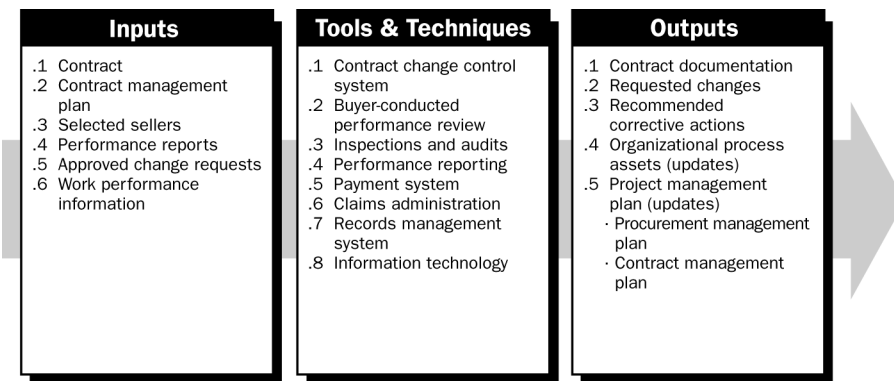 Inputs
.1 Contract
.2 Contract management
plan
.3 Selected sellers
.4 Performance reports
.5 Approved change requests
.6 Work performance
information
Tools & Techniques
.1 Contract change control
system
.2 Buyer-conducted
performance review
.3 Inspections and audits
.4 Performance reporting
.5 Payment system
.6 Claims administration
.7 Records management
system
.8 Information technology
Outputs
.1 Contract documentation
.2 Requested changes
.3 Recommended
corrective actions
.4 Organizational process
assets (updates)
.5 Project management
plan (updates)
· Procurement management
plan
· Contract management
plan